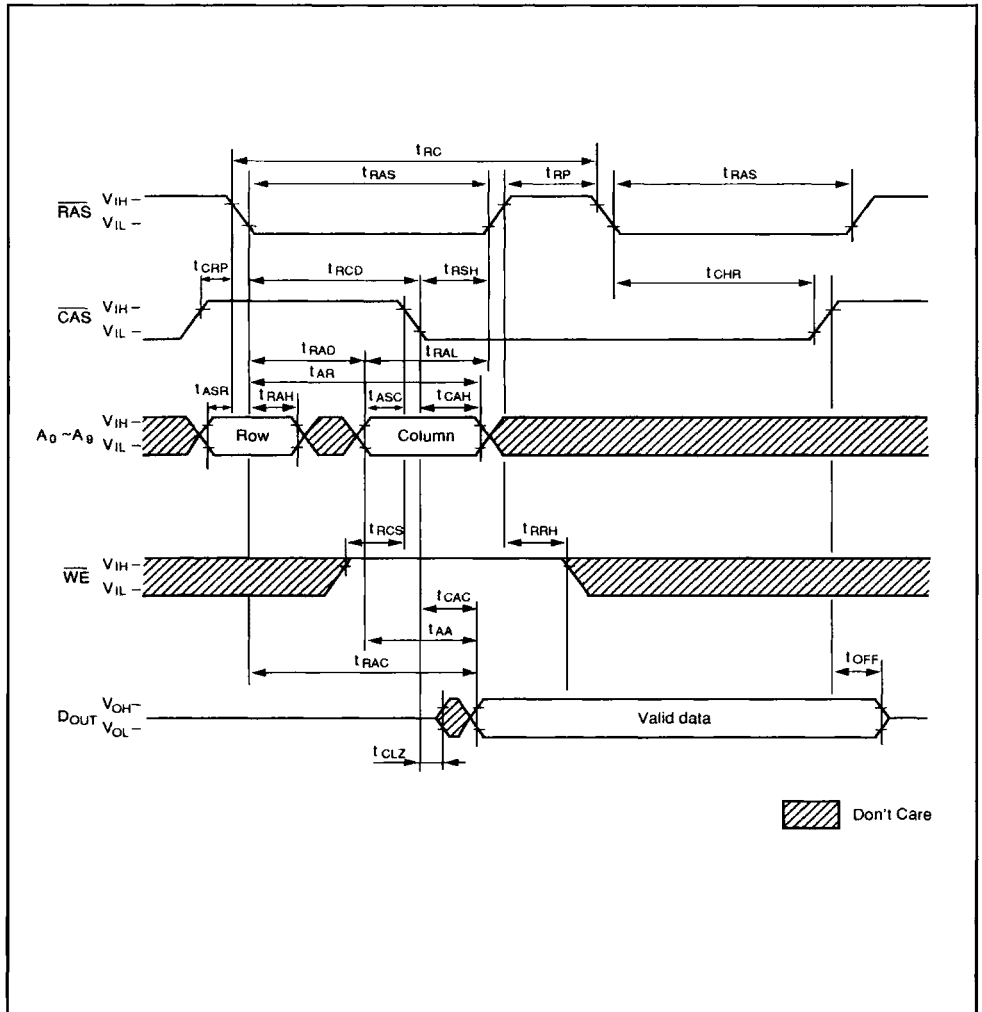 tRC
tRAS tRP tRAS
RAS VIH–
VIL–
tCRP tRCD tRSH tCHR
CAS VIH–
VIL–
tRAD tRAL
tAR
tASR tRAH tASC tCAH
A0 ~A9 VIH–
VIL–
Row Column
tRCS tRRH
WE VIH–
VIL–
tCAC
tAA
tRAC tOFF
DOUT VOH–
VOL–
Valid data
tCLZ
Don't Care